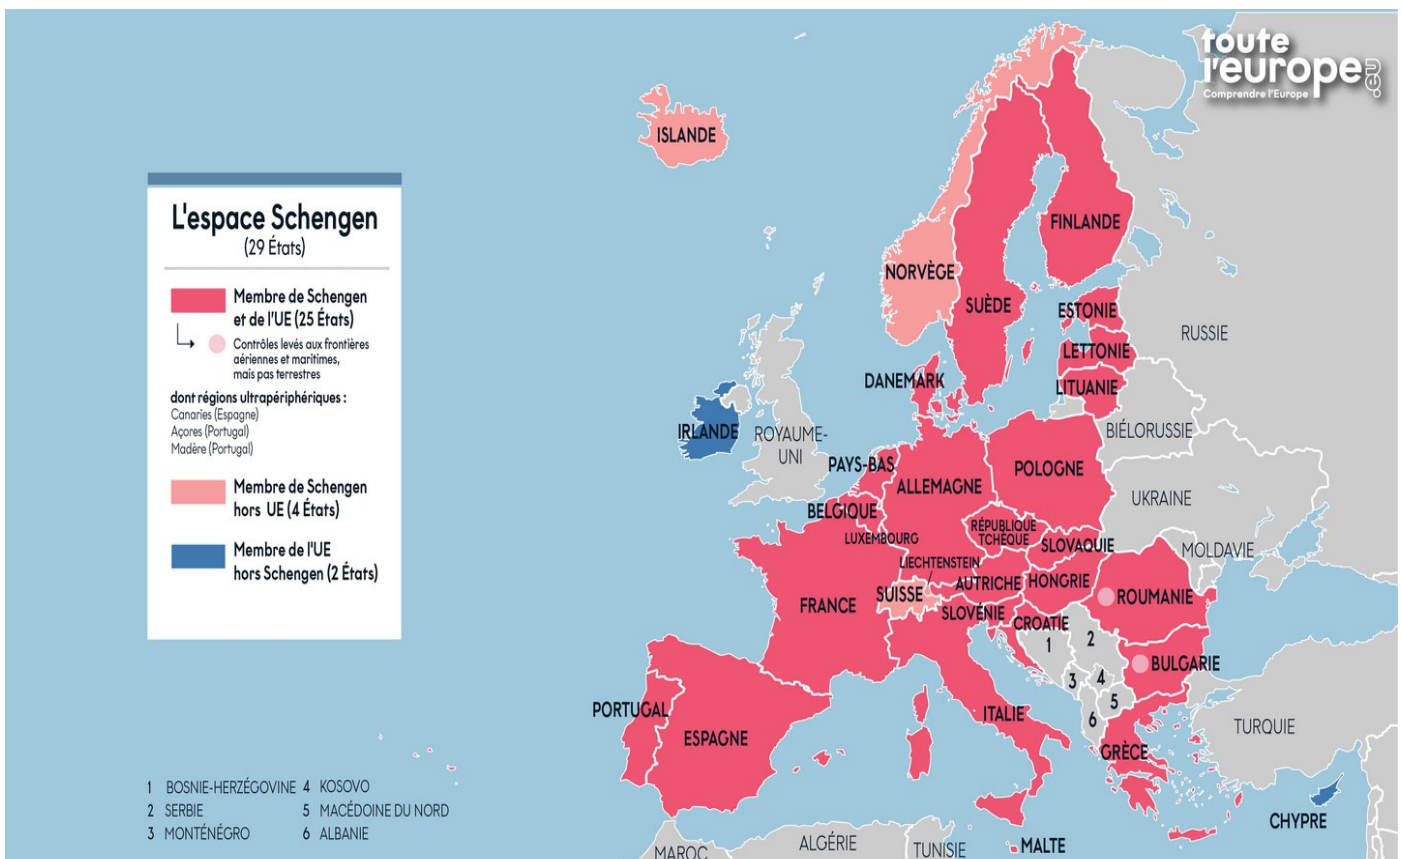 toute
l'europe.eu
Comprendre l'Europe
L'espace Schengen
(29 États)
Membre de Schengen
et de l'UE (25 États)
Contrôles levés aux frontières
aériennes et maritimes,
mais pas terrestres
dont régions ultrapériphériques :
Canaries (Espagne)
Açores (Portugal)
Madère (Portugal)
Membre de Schengen
hors UE (4 États)
Membre de l'UE
hors Schengen (2 États)
ISLANDE
FINLANDE
NORVÈGE
SUÈDE
ESTONIE
RUSSIE
LETTONIE
DANEMARK
LITUANIE
IRLANDE
ROYAUME-
UNI
BIÉLORUSSIE
PAYS-BAS
POLOGNE
ALLEMAGNE
UKRAINE
BELGIQUE
RÉPUBLIQUE
TCHÈQUE
LUXEMBOURG
SLOVAQUIE
MOLDAVIE
LIECHTENSTEIN
AUTRICHE
HONGRIE
SUISSE
ROUMANIE
FRANCE
SLOVÉNIE
CROATIE
1
2
BULGARIE
3
4
5
6
PORTUGAL
ESPAGNE
ITALIE
TURQUIE
GRÈCE
CHYPRE
MALTE
MAROC
ALGÉRIE
TUNISIE
1 BOSNIE-HERZÉGOVINE
2 SERBIE
3 MONTÉNÉGRO
4 KOSOVO
5 MACÉDOINE DU NORD
6 ALBANIE